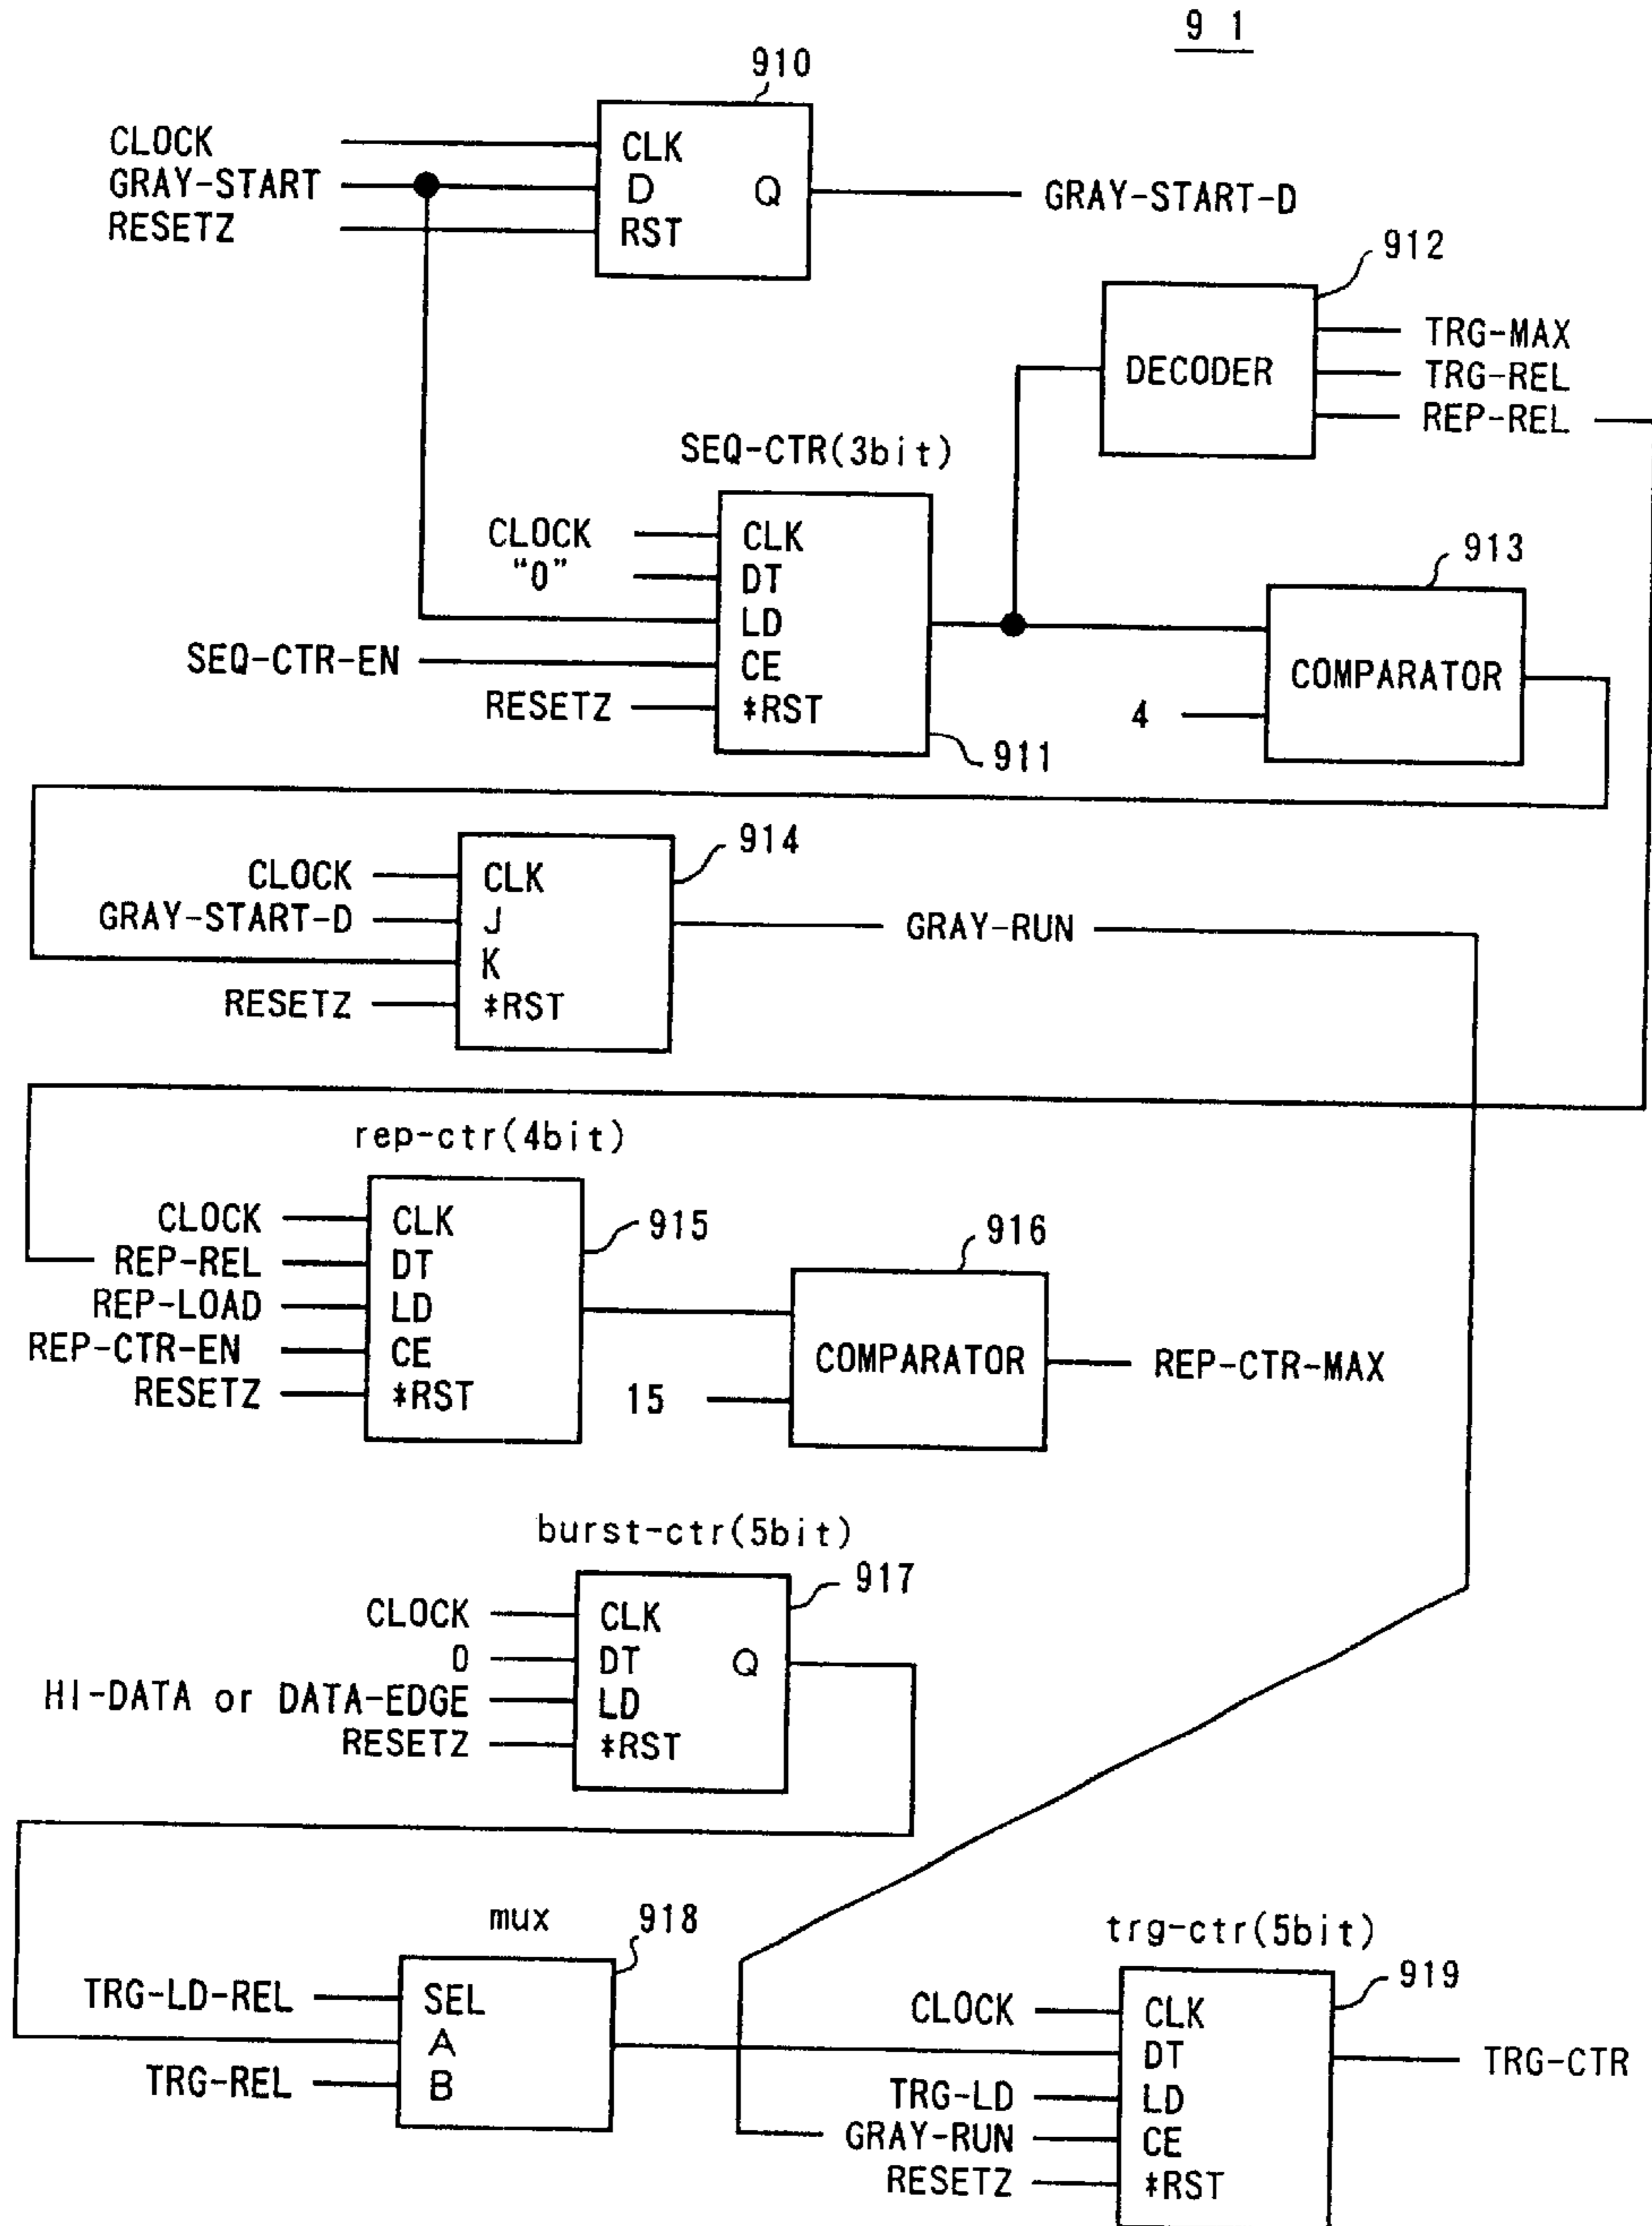 9 1
910
CLOCK
GRAY-START
RESETZ
CLK
D
RST
Q
GRAY-START-D
912
DECODER
TRG-MAX
TRG-REL
REP-REL
SEQ-CTR(3bit)
CLOCK
"0"
SEQ-CTR-EN
RESETZ
CLK
DT
LD
CE
*RST
911
913
COMPARATOR
4
914
CLOCK
GRAY-START-D
RESETZ
CLK
J
K
*RST
GRAY-RUN
rep-ctr(4bit)
915
CLOCK
REP-REL
REP-LOAD
REP-CTR-EN
RESETZ
CLK
DT
LD
CE
*RST
916
COMPARATOR
15
REP-CTR-MAX
burst-ctr(5bit)
917
CLOCK
0
HI-DATA or DATA-EDGE
RESETZ
CLK
DT
LD
*RST
Q
mux
918
TRG-LD-REL
TRG-REL
SEL
A
B
trg-ctr(5bit)
919
CLOCK
TRG-LD
GRAY-RUN
RESETZ
CLK
DT
LD
CE
*RST
TRG-CTR